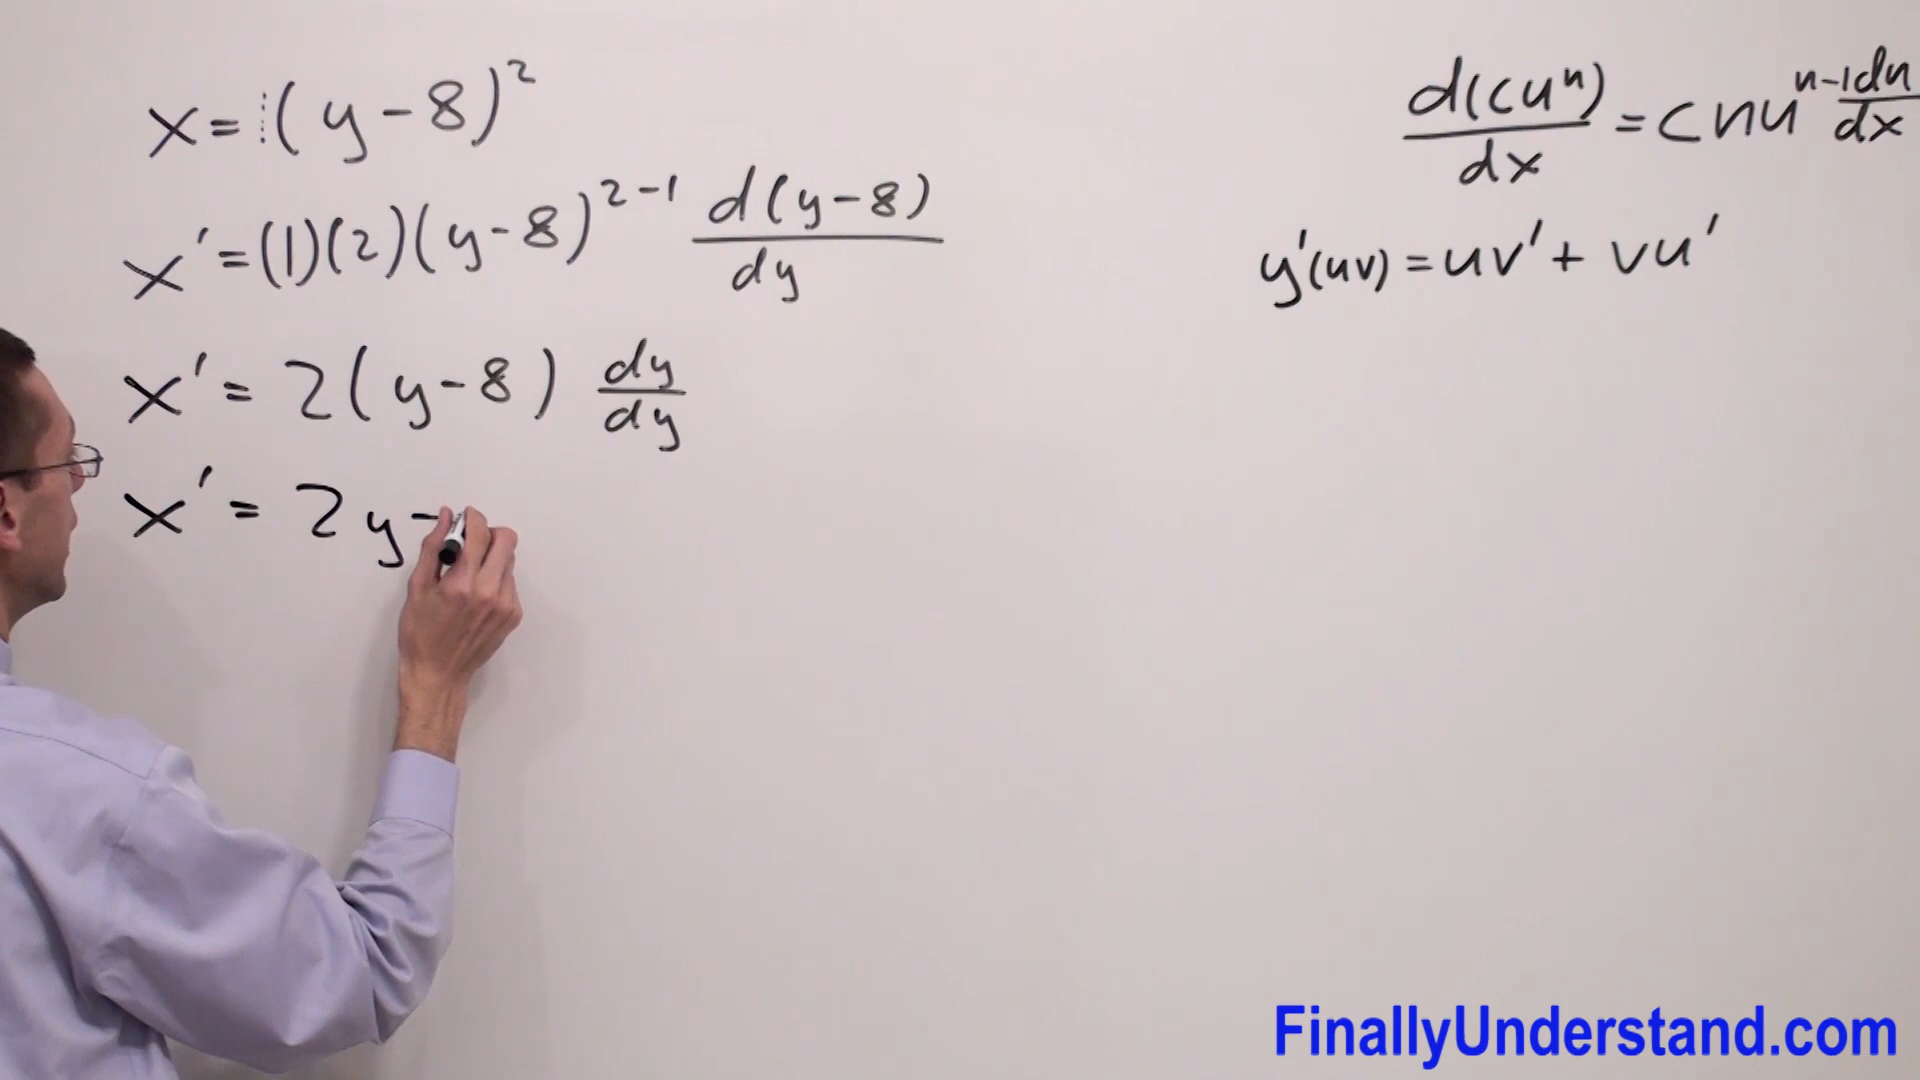 x = (y-8)²
x' = (1)(2)(y-8)²⁻¹ d(y-8)/dy
x' = 2(y-8) dy/dy
x' = 2y-
d(cuⁿ)/dx = cnuⁿ⁻¹ du/dx
y'(uv) = uv' + vu'
FinallyUnderstand.com